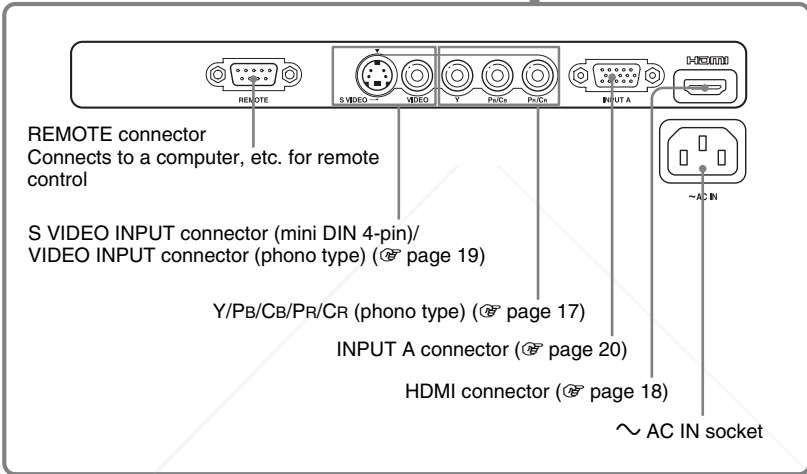 HDMI
REMOTE
S VIDEO → VIDEO Y PB/CB PR/CR INPUT A
~AC IN
REMOTE connector
Connects to a computer, etc. for remote
control
S VIDEO INPUT connector (mini DIN 4-pin)/
VIDEO INPUT connector (phono type) (☞ page 19)
Y/PB/CB/PR/CR (phono type) (☞ page 17)
INPUT A connector (☞ page 20)
HDMI connector (☞ page 18)
~ AC IN socket